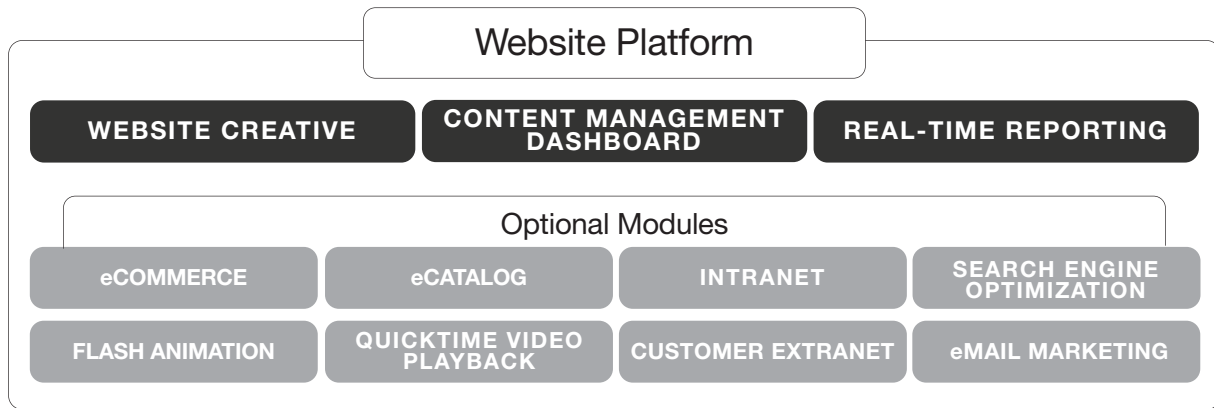 Website Platform
WEBSITE CREATIVE
CONTENT MANAGEMENT
DASHBOARD
REAL-TIME REPORTING
Optional Modules
eCOMMERCE
eCATALOG
INTRANET
SEARCH ENGINE
OPTIMIZATION
FLASH ANIMATION
QUICKTIME VIDEO
PLAYBACK
CUSTOMER EXTRANET
eMAIL MARKETING